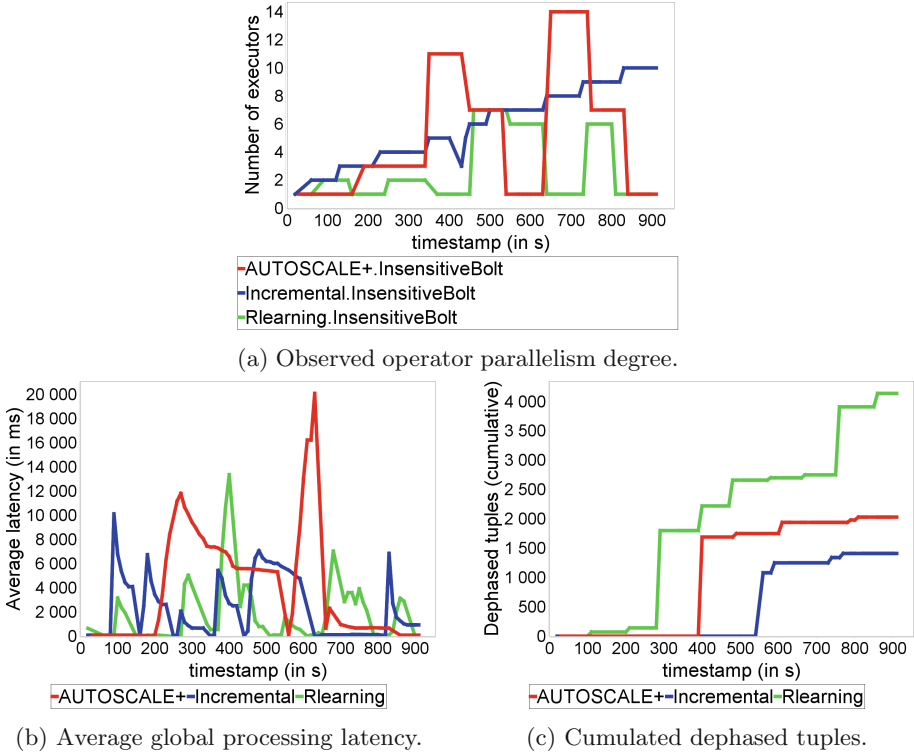 14
12
10
8
6
4
2
0
Number of executors
0 100 200 300 400 500 600 700 800 900
timestamp (in s)
AUTOSCALE+.InsensitiveBolt
Incremental.InsensitiveBolt
Rlearning.InsensitiveBolt
(a) Observed operator parallelism degree.
20 000
18 000
16 000
14 000
12 000
10 000
8 000
6 000
4 000
2 000
0
Average latency (in ms)
0 100 200 300 400 500 600 700 800 900
timestamp (in s)
AUTOSCALE+ Incremental Rlearning
(b) Average global processing latency.
4 000
3 500
3 000
2 500
2 000
1 500
1 000
500
0
Dephased tuples (cumulative)
0 100 200 300 400 500 600 700 800 900
timestamp (in s)
AUTOSCALE+ Incremental Rlearning
(c) Cumulated dephased tuples.